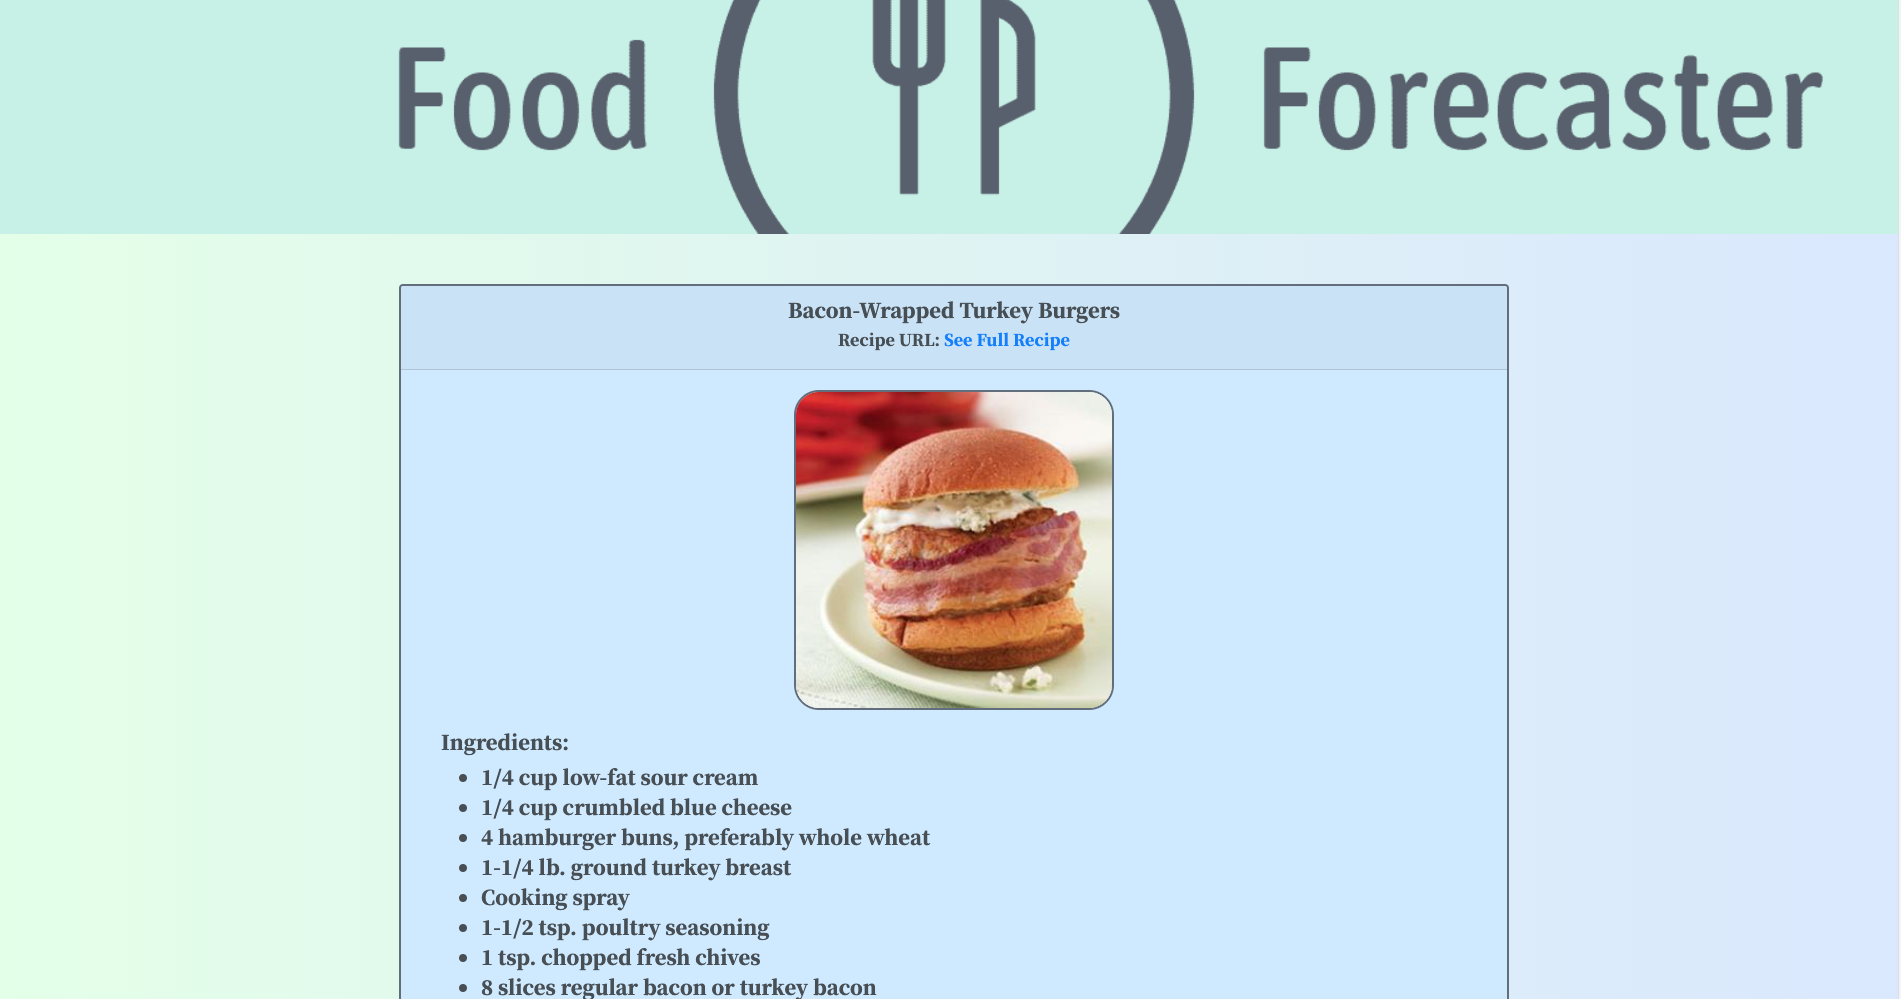 Food Forecaster
Bacon-Wrapped Turkey Burgers
Recipe URL: See Full Recipe
Ingredients:
1/4 cup low-fat sour cream
1/4 cup crumbled blue cheese
4 hamburger buns, preferably whole wheat
1-1/4 lb. ground turkey breast
Cooking spray
1-1/2 tsp. poultry seasoning
1 tsp. chopped fresh chives
8 slices regular bacon or turkey bacon